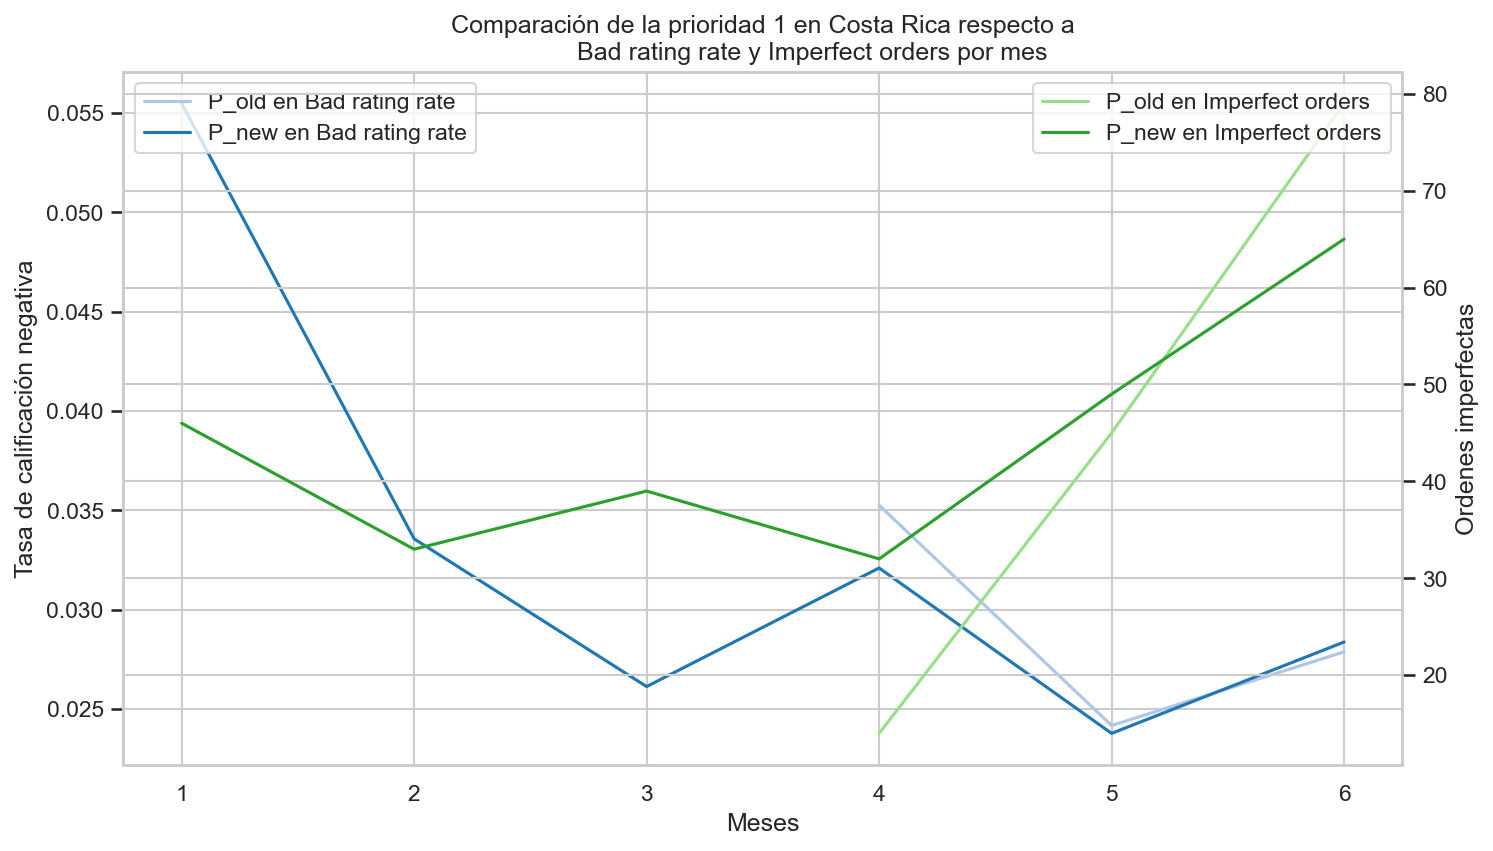 Comparación de la prioridad 1 en Costa Rica respecto a
Bad rating rate y Imperfect orders por mes
P_old en Bad rating rate
P_new en Bad rating rate
P_old en Imperfect orders
P_new en Imperfect orders
Tasa de calificación negativa
0.055
0.050
0.045
0.040
0.035
0.030
0.025
80
70
60
50
40
30
20
Ordenes imperfectas
1 2 3 4 5 6
Meses